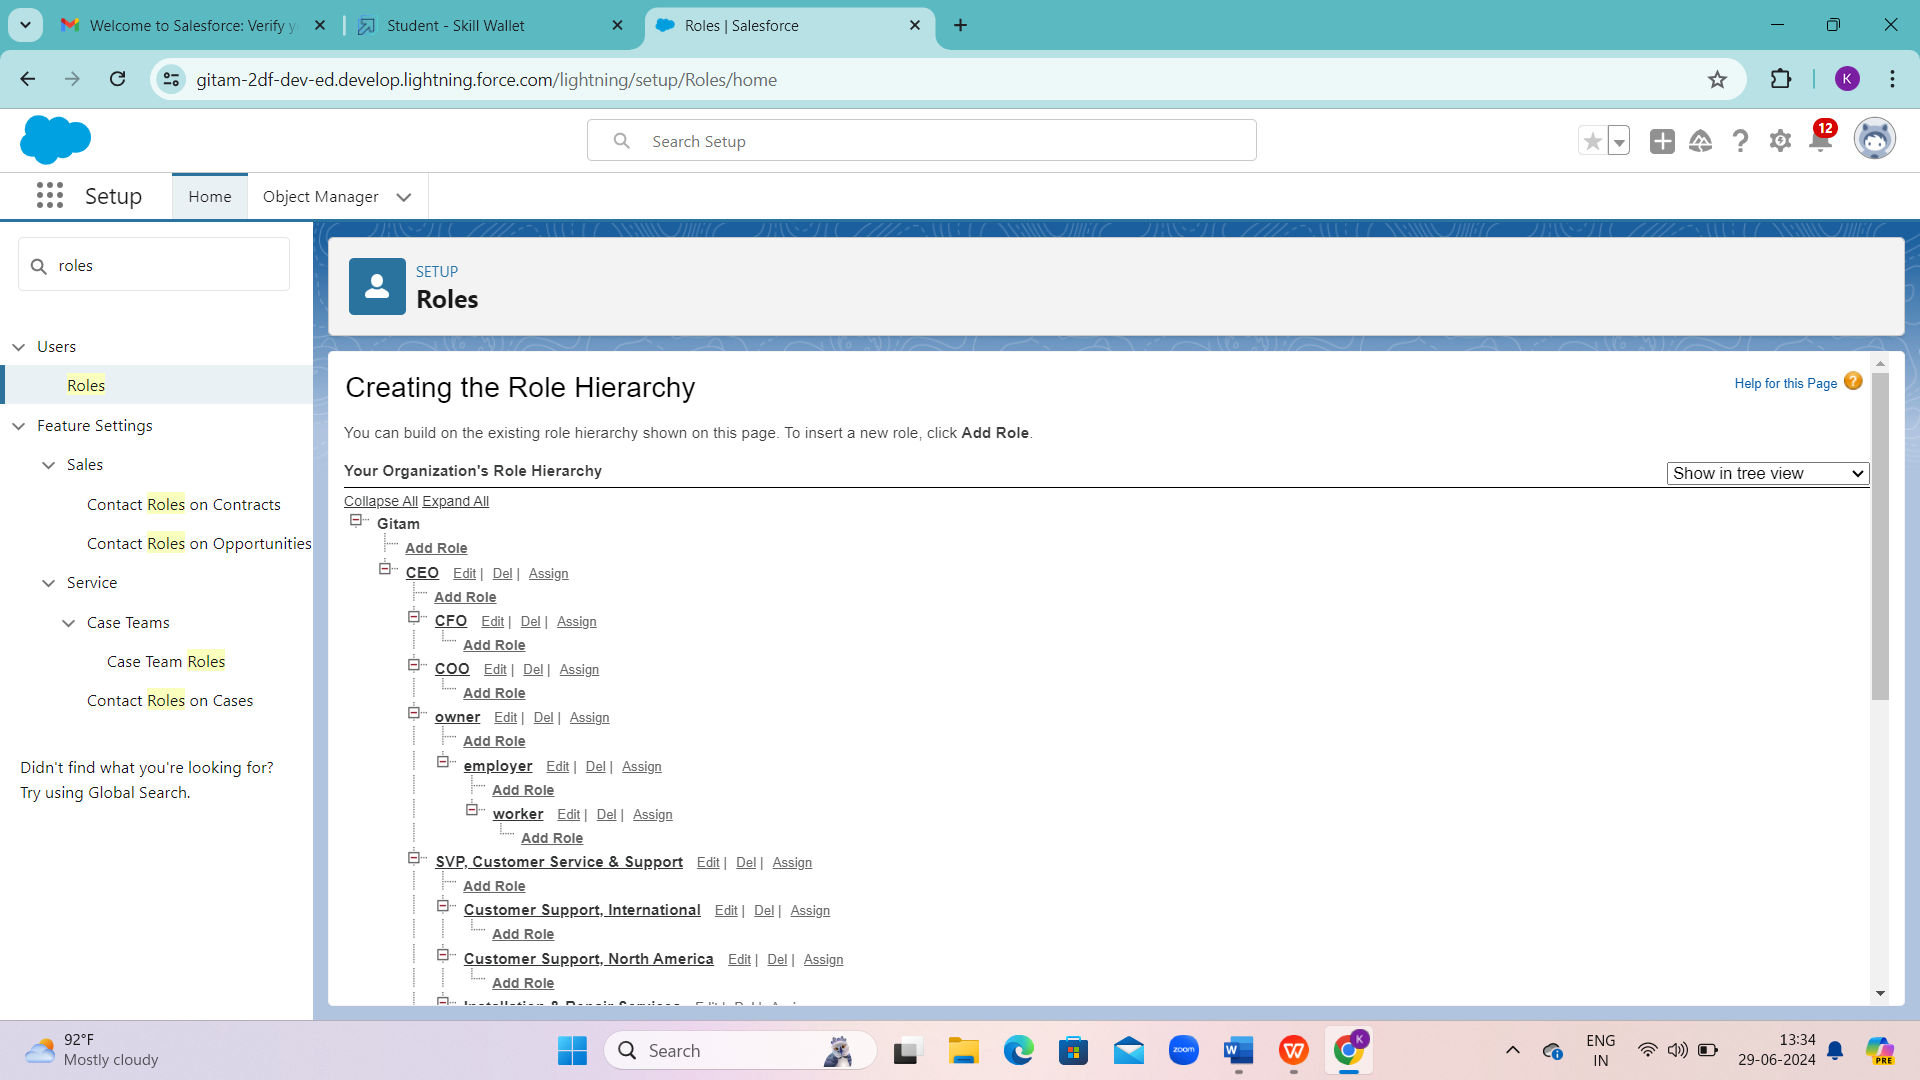 Welcome to Salesforce: Verify y
Student - Skill Wallet
Roles | Salesforce
gitam-2df-dev-ed.develop.lightning.force.com/lightning/setup/Roles/home
K
Search Setup
12
Setup
Home
Object Manager
roles
Users
Roles
Feature Settings
Sales
Contact Roles on Contracts
Contact Roles on Opportunities
Service
Case Teams
Case Team Roles
Contact Roles on Cases
Didn't find what you're looking for?
Try using Global Search.
SETUP
Roles
Creating the Role Hierarchy
Help for this Page ?
You can build on the existing role hierarchy shown on this page. To insert a new role, click Add Role.
Your Organization's Role Hierarchy
Show in tree view
Collapse All Expand All
Gitam
Add Role
CEO Edit | Del | Assign
Add Role
CFO Edit | Del | Assign
Add Role
COO Edit | Del | Assign
Add Role
owner Edit | Del | Assign
Add Role
employer Edit | Del | Assign
Add Role
worker Edit | Del | Assign
Add Role
SVP, Customer Service & Support Edit | Del | Assign
Add Role
Customer Support, International Edit | Del | Assign
Add Role
Customer Support, North America Edit | Del | Assign
Add Role
Installation & Repair Services Edit | Del | Assign
92°F
Mostly cloudy
Search
zoom
W
W
K
ENG
IN
13:34
29-06-2024
PRE